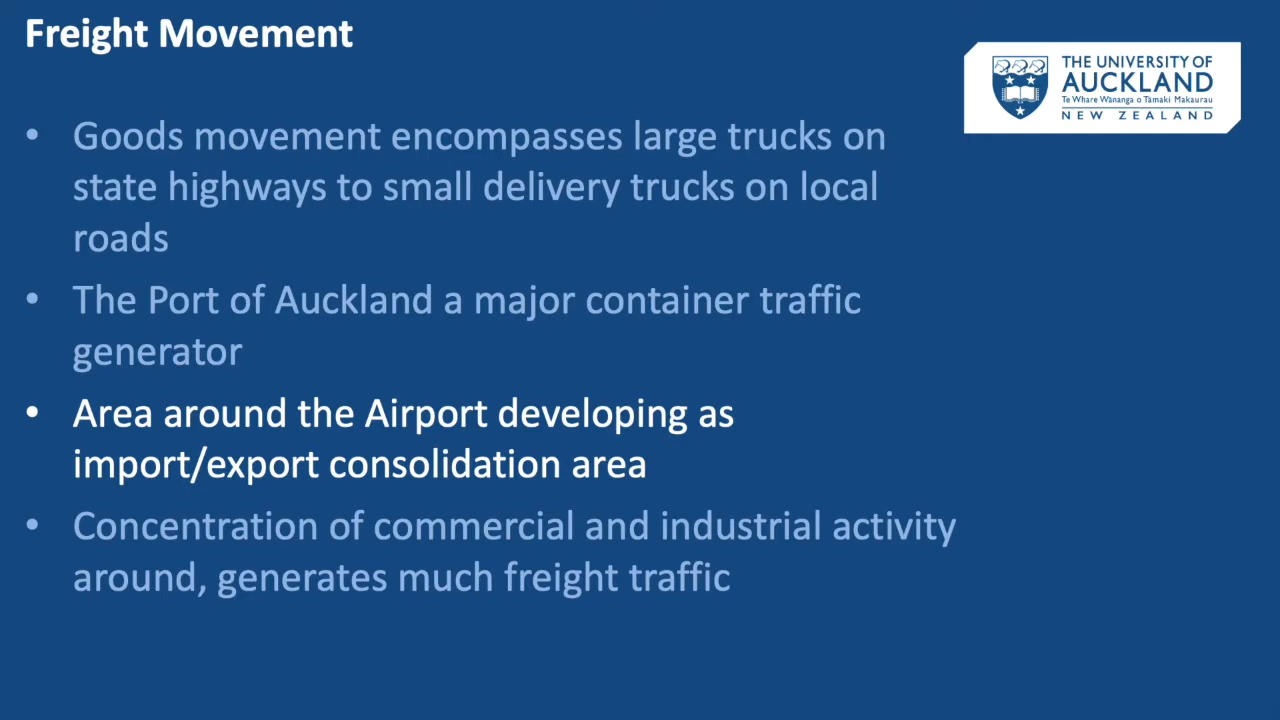 Freight Movement
THE UNIVERSITY OF
AUCKLAND
Te Whare Wānanga o Tāmaki Makaurau
NEW ZEALAND
• Goods movement encompasses large trucks on
state highways to small delivery trucks on local
roads
• The Port of Auckland a major container traffic
generator
• Area around the Airport developing as
import/export consolidation area
• Concentration of commercial and industrial activity
around, generates much freight traffic